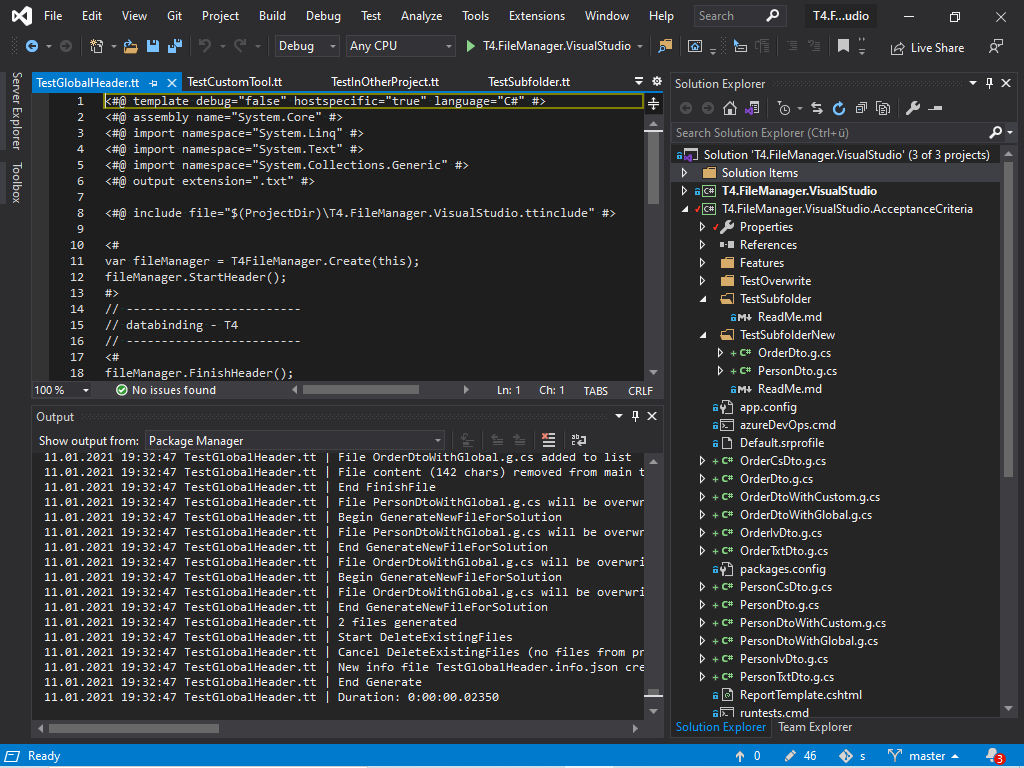 File Edit View Git Project Build Debug Test Analyze Tools Extensions Window Help Search T4.F...udio
Debug Any CPU T4.FileManager.VisualStudio Live Share
Server Explorer
Toolbox
TestGlobalHeader.tt TestCustomTool.tt TestInOtherProject.tt TestSubfolder.tt
1 <#@ template debug="false" hostspecific="true" language="C#" #>
2 <#@ assembly name="System.Core" #>
3 <#@ import namespace="System.Linq" #>
4 <#@ import namespace="System.Text" #>
5 <#@ import namespace="System.Collections.Generic" #>
6 <#@ output extension=".txt" #>
7
8 <#@ include file="$(ProjectDir)\T4.FileManager.VisualStudio.ttinclude" #>
9
10 <#
11 var fileManager = T4FileManager.Create(this);
12 fileManager.StartHeader();
13 #>
14 // -------------------------
15 // databinding - T4
16 // -------------------------
17 <#
18 fileManager.FinishHeader();
100 % No issues found Ln: 1 Ch: 1 TABS CRLF
Output
Show output from: Package Manager
11.01.2021 19:32:47 TestGlobalHeader.tt | File OrderDtoWithGlobal.g.cs added to list
11.01.2021 19:32:47 TestGlobalHeader.tt | File content (142 chars) removed from main t
11.01.2021 19:32:47 TestGlobalHeader.tt | End FinishFile
11.01.2021 19:32:47 TestGlobalHeader.tt | File PersonDtoWithGlobal.g.cs will be overwr
11.01.2021 19:32:47 TestGlobalHeader.tt | Begin GenerateNewFileForSolution
11.01.2021 19:32:47 TestGlobalHeader.tt | File PersonDtoWithGlobal.g.cs will be overwr
11.01.2021 19:32:47 TestGlobalHeader.tt | End GenerateNewFileForSolution
11.01.2021 19:32:47 TestGlobalHeader.tt | File OrderDtoWithGlobal.g.cs will be overwri
11.01.2021 19:32:47 TestGlobalHeader.tt | Begin GenerateNewFileForSolution
11.01.2021 19:32:47 TestGlobalHeader.tt | File OrderDtoWithGlobal.g.cs will be overwri
11.01.2021 19:32:47 TestGlobalHeader.tt | End GenerateNewFileForSolution
11.01.2021 19:32:47 TestGlobalHeader.tt | 2 files generated
11.01.2021 19:32:47 TestGlobalHeader.tt | Start DeleteExistingFiles
11.01.2021 19:32:47 TestGlobalHeader.tt | Cancel DeleteExistingFiles (no files from pr
11.01.2021 19:32:47 TestGlobalHeader.tt | New info file TestGlobalHeader.info.json cre
11.01.2021 19:32:47 TestGlobalHeader.tt | End Generate
11.01.2021 19:32:47 TestGlobalHeader.tt | Duration: 0:00:00.02350
Solution Explorer
Search Solution Explorer (Ctrl+ü)
Solution 'T4.FileManager.VisualStudio' (3 of 3 projects)
Solution Items
C# T4.FileManager.VisualStudio
C# T4.FileManager.VisualStudio.AcceptanceCriteria
Properties
References
Features
TestOverwrite
TestSubfolder
M↓ ReadMe.md
TestSubfolderNew
+ C# OrderDto.g.cs
+ C# PersonDto.g.cs
M↓ ReadMe.md
app.config
azureDevOps.cmd
Default.srprofile
+ C# OrderCsDto.g.cs
+ C# OrderDto.g.cs
+ C# OrderDtoWithCustom.g.cs
+ C# OrderDtoWithGlobal.g.cs
+ C# OrderIvDto.g.cs
+ C# OrderTxtDto.g.cs
packages.config
+ C# PersonCsDto.g.cs
+ C# PersonDto.g.cs
+ C# PersonDtoWithCustom.g.cs
+ C# PersonDtoWithGlobal.g.cs
+ C# PersonIvDto.g.cs
+ C# PersonTxtDto.g.cs
ReportTemplate.cshtml
runtests.cmd
Solution Explorer Team Explorer
Ready 0 46 s master 3